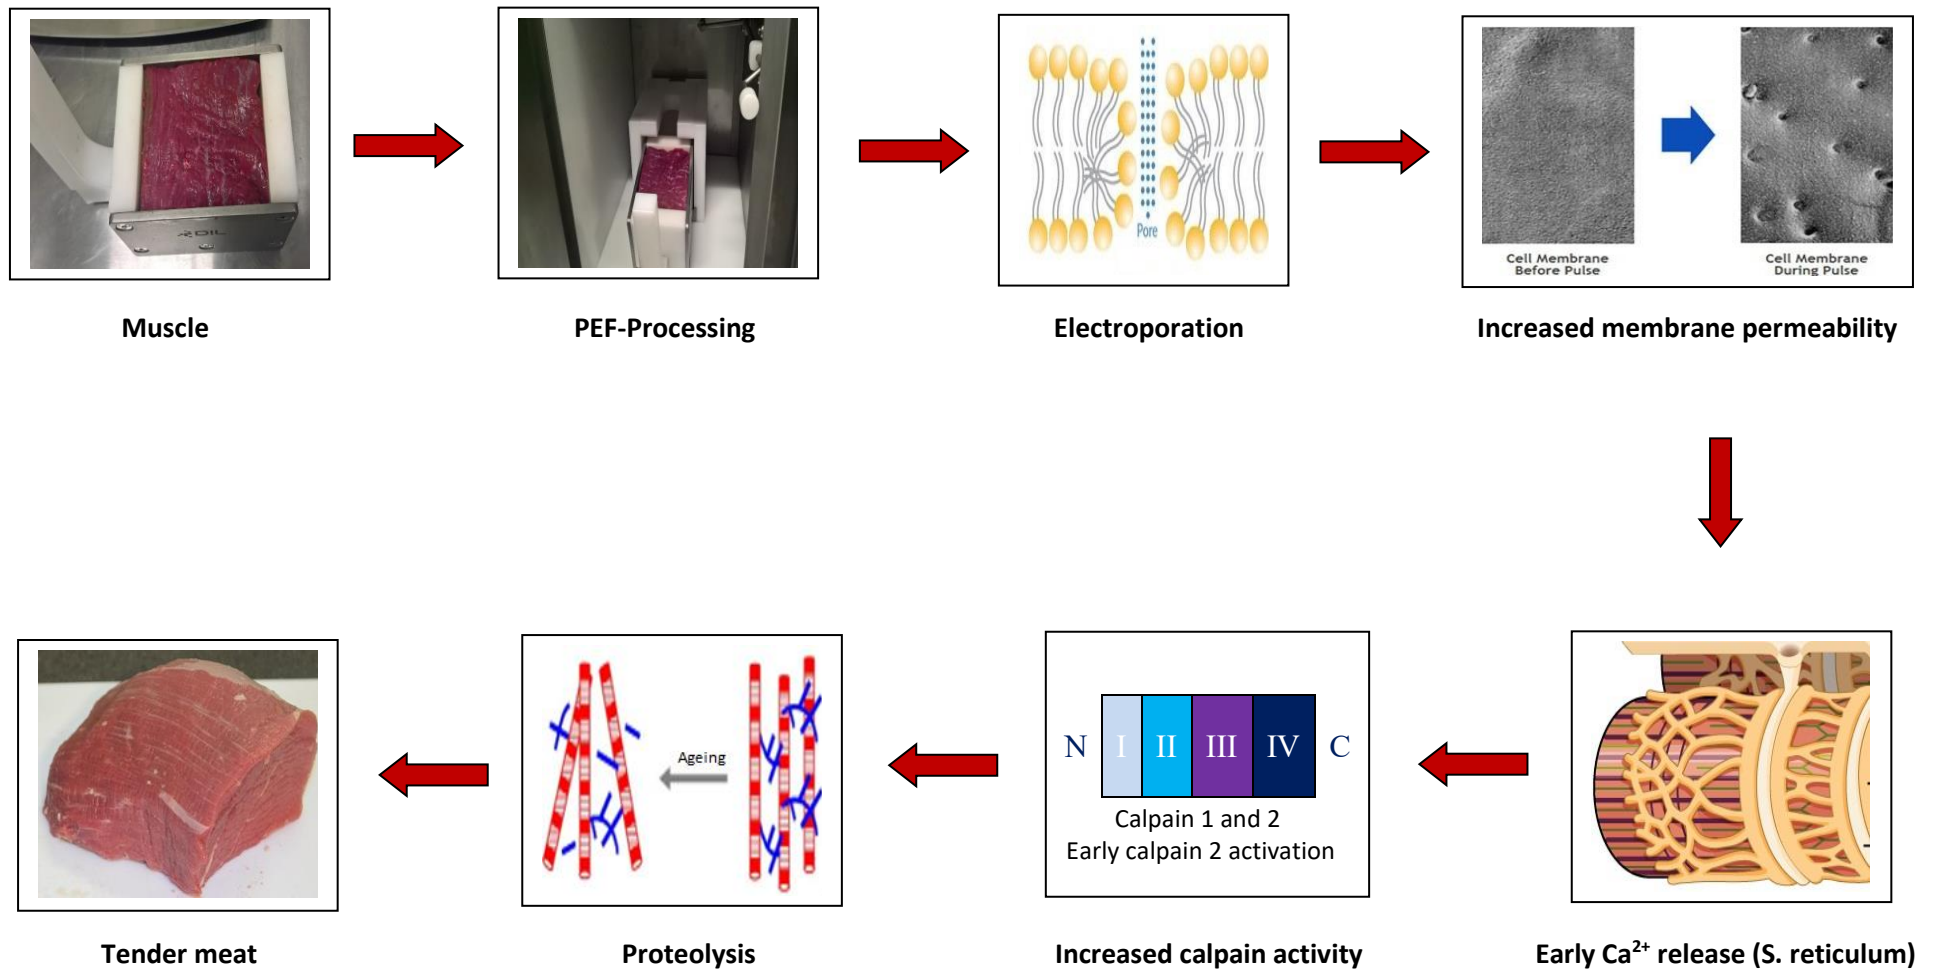 OIL
Pore
Cell Membrane
Before Pulse
Cell Membrane
During Pulse
Muscle
PEF-Processing
Electroporation
Increased membrane permeability
Ageing
N I II III IV C
Calpain 1 and 2
Early calpain 2 activation
Tender meat
Proteolysis
Increased calpain activity
Early Ca²⁺ release (S. reticulum)